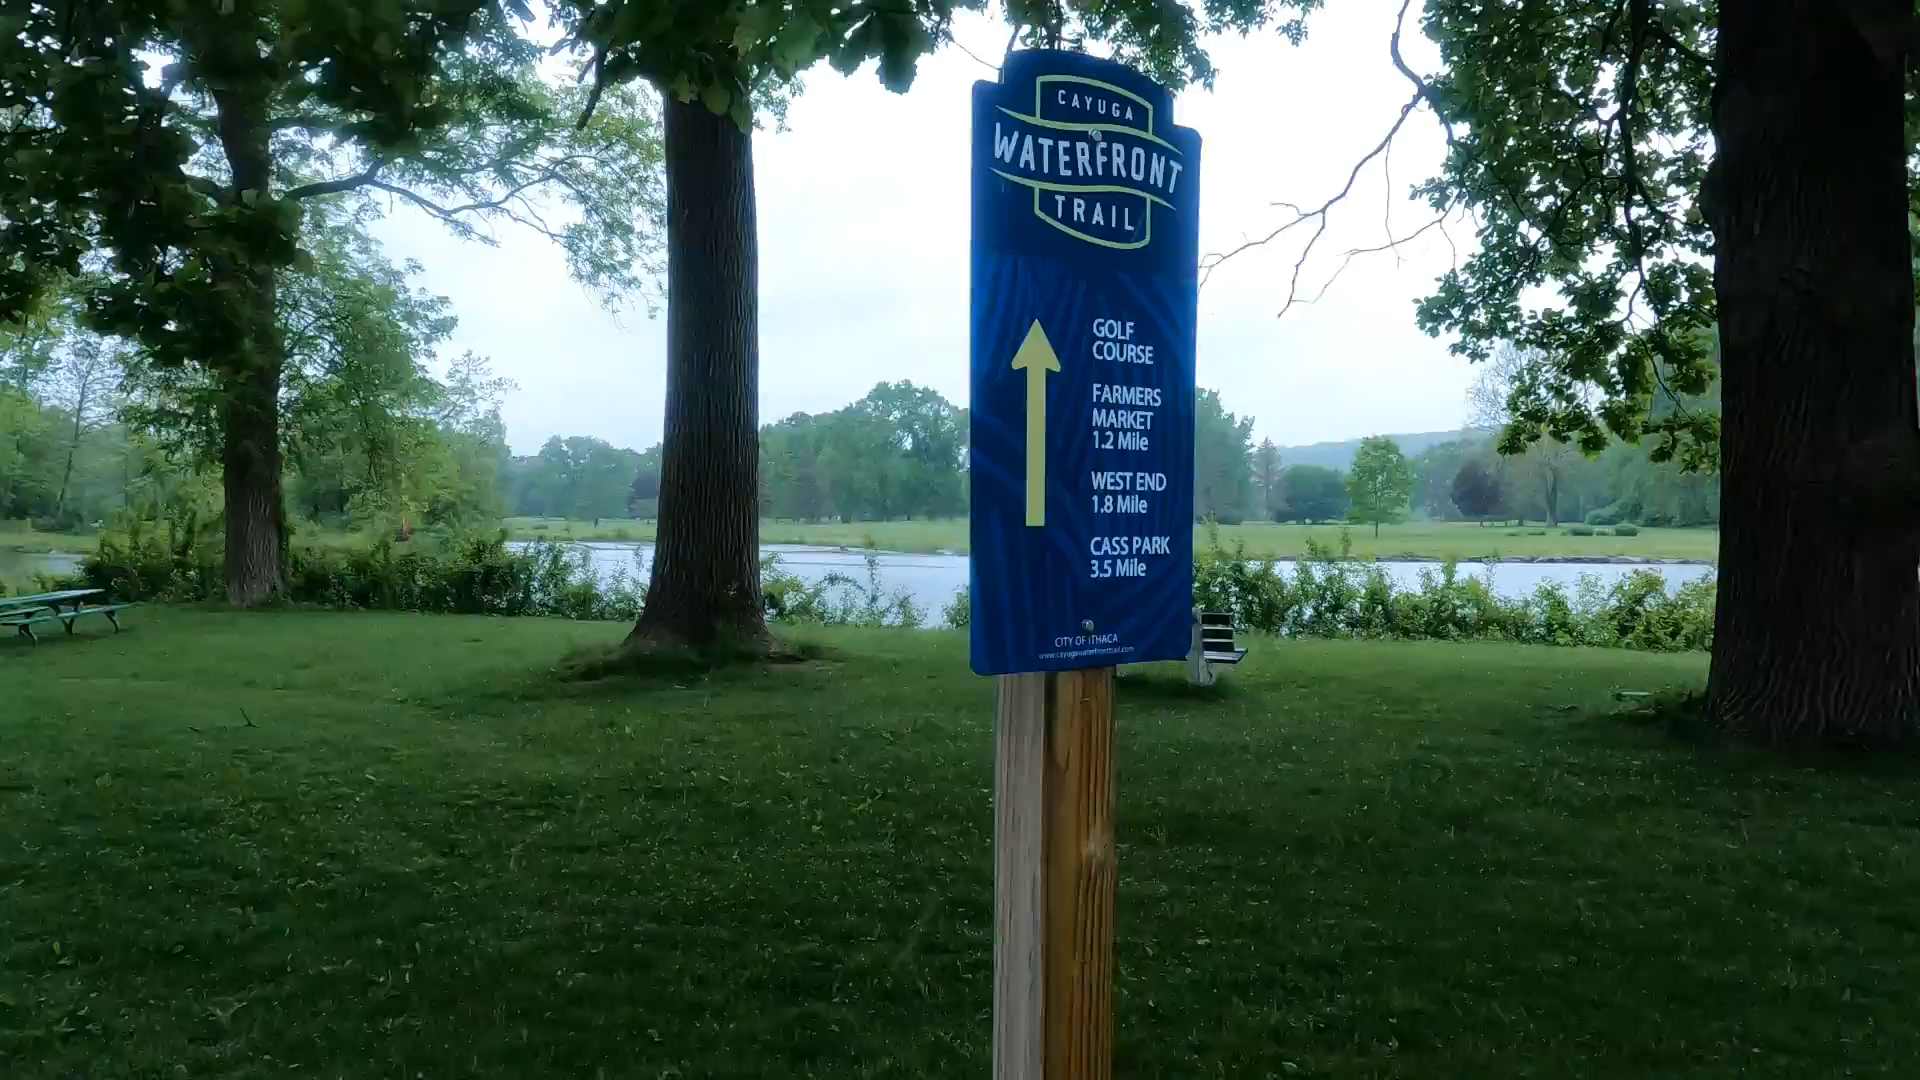 CAYUGA
WATERFRONT
TRAIL
GOLF
COURSE
FARMERS
MARKET
1.2 Mile
WEST END
1.8 Mile
CASS PARK
3.5 Mile
CITY OF ITHACA
www.cayugawaterfronttrail.com